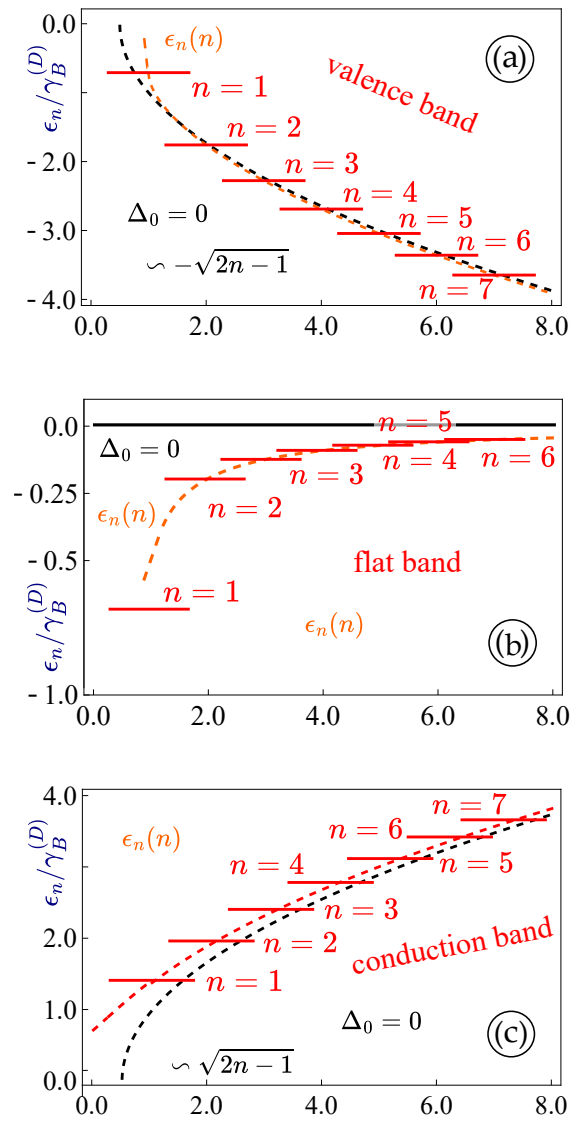 0.0
ϵₙ(n)
(a)
ϵₙ/γ_B^(D)
n = 1
valence band
n = 2
-2.0
n = 3
n = 4
Δ₀ = 0
n = 5
-3.0
n = 6
∽ -√(2n − 1)
n = 7
-4.0
0.0 2.0 4.0 6.0 8.0
0.0
n = 5
Δ₀ = 0
n = 3 n = 4 n = 6
-0.25
n = 2
ϵₙ(n)
-0.5
flat band
ϵₙ/γ_B^(D)
n = 1
ϵₙ(n)
(b)
-1.0
0.0 2.0 4.0 6.0 8.0
4.0
n = 7
ϵₙ(n)
n = 6
ϵₙ/γ_B^(D)
n = 4
n = 5
n = 3
2.0
n = 2
conduction band
n = 1
1.0
Δ₀ = 0
(c)
∽ √(2n − 1)
0.0
0.0 2.0 4.0 6.0 8.0